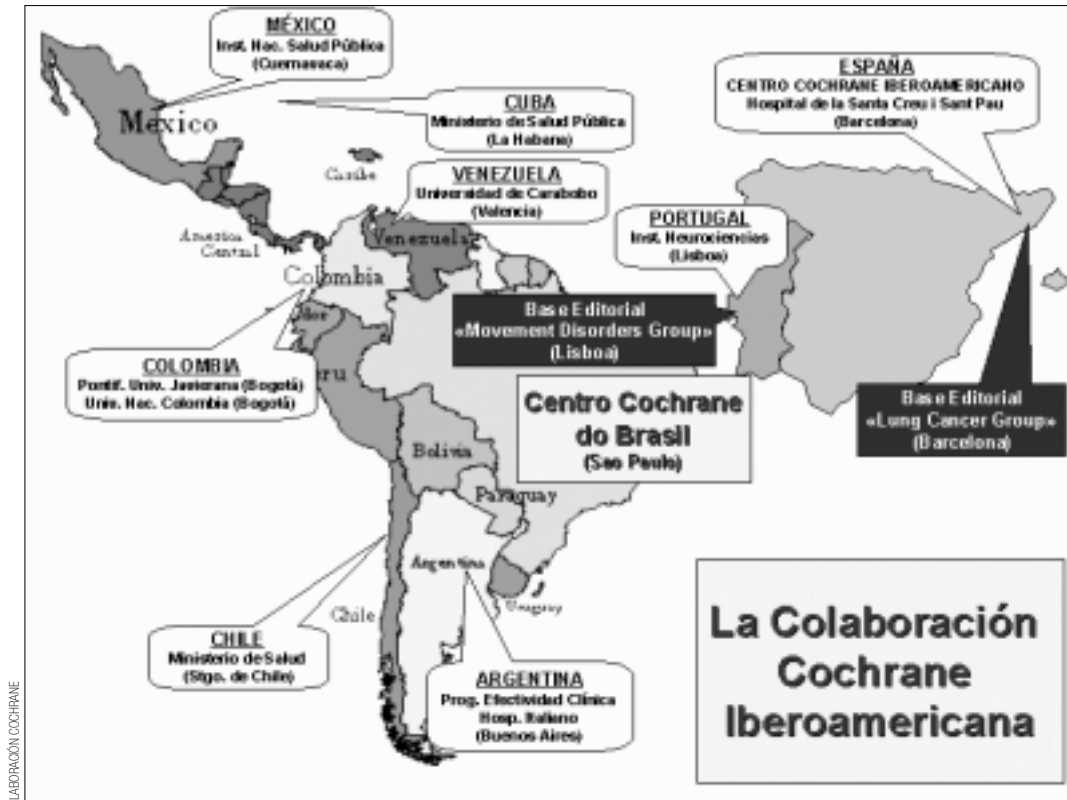 MÉXICO
Inst. Nac. Salud Pública
(Cuernavaca)
ESPAÑA
CENTRO COCHRANE IBEROAMERICANO
Hospital de la Santa Creu i Sant Pau
(Barcelona)
CUBA
Ministerio de Salud Pública
(La Habana)
México
Caribe
VENEZUELA
Universidad de Carabobo
(Valencia)
PORTUGAL
Inst. Neurociencias
(Lisboa)
America
Central
Venezuela
Colombia
Base Editorial
«Movement Disorders Group»
(Lisboa)
COLOMBIA
Pontif. Univ. Javeriana (Bogotá)
Univ. Nac. Colombia (Bogotá)
eru
Centro Cochrane
do Brasil
(Sao Paulo)
Base Editorial
«Lung Cancer Group»
(Barcelona)
Bolivia
Paraguay
Argentina
Uruguay
Chile
CHILE
Ministerio de Salud
(Stgo. de Chile)
ARGENTINA
Prog. Efectividad Clínica
Hosp. Italiano
(Buenos Aires)
La Colaboración
Cochrane
Iberoamericana
LABORACIÓN COCHRANE